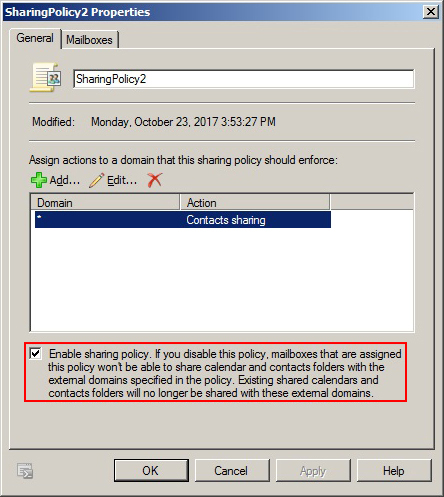 SharingPolicy2 Properties
General
Mailboxes
SharingPolicy2
Modified: Monday, October 23, 2017 3:53:27 PM
Assign actions to a domain that this sharing policy should enforce:
Add... Edit...
Domain Action
* Contacts sharing
Enable sharing policy. If you disable this policy, mailboxes that are assigned
this policy won't be able to share calendar and contacts folders with the
external domains specified in the policy. Existing shared calendars and
contacts folders will no longer be shared with these external domains.
OK Cancel Apply Help